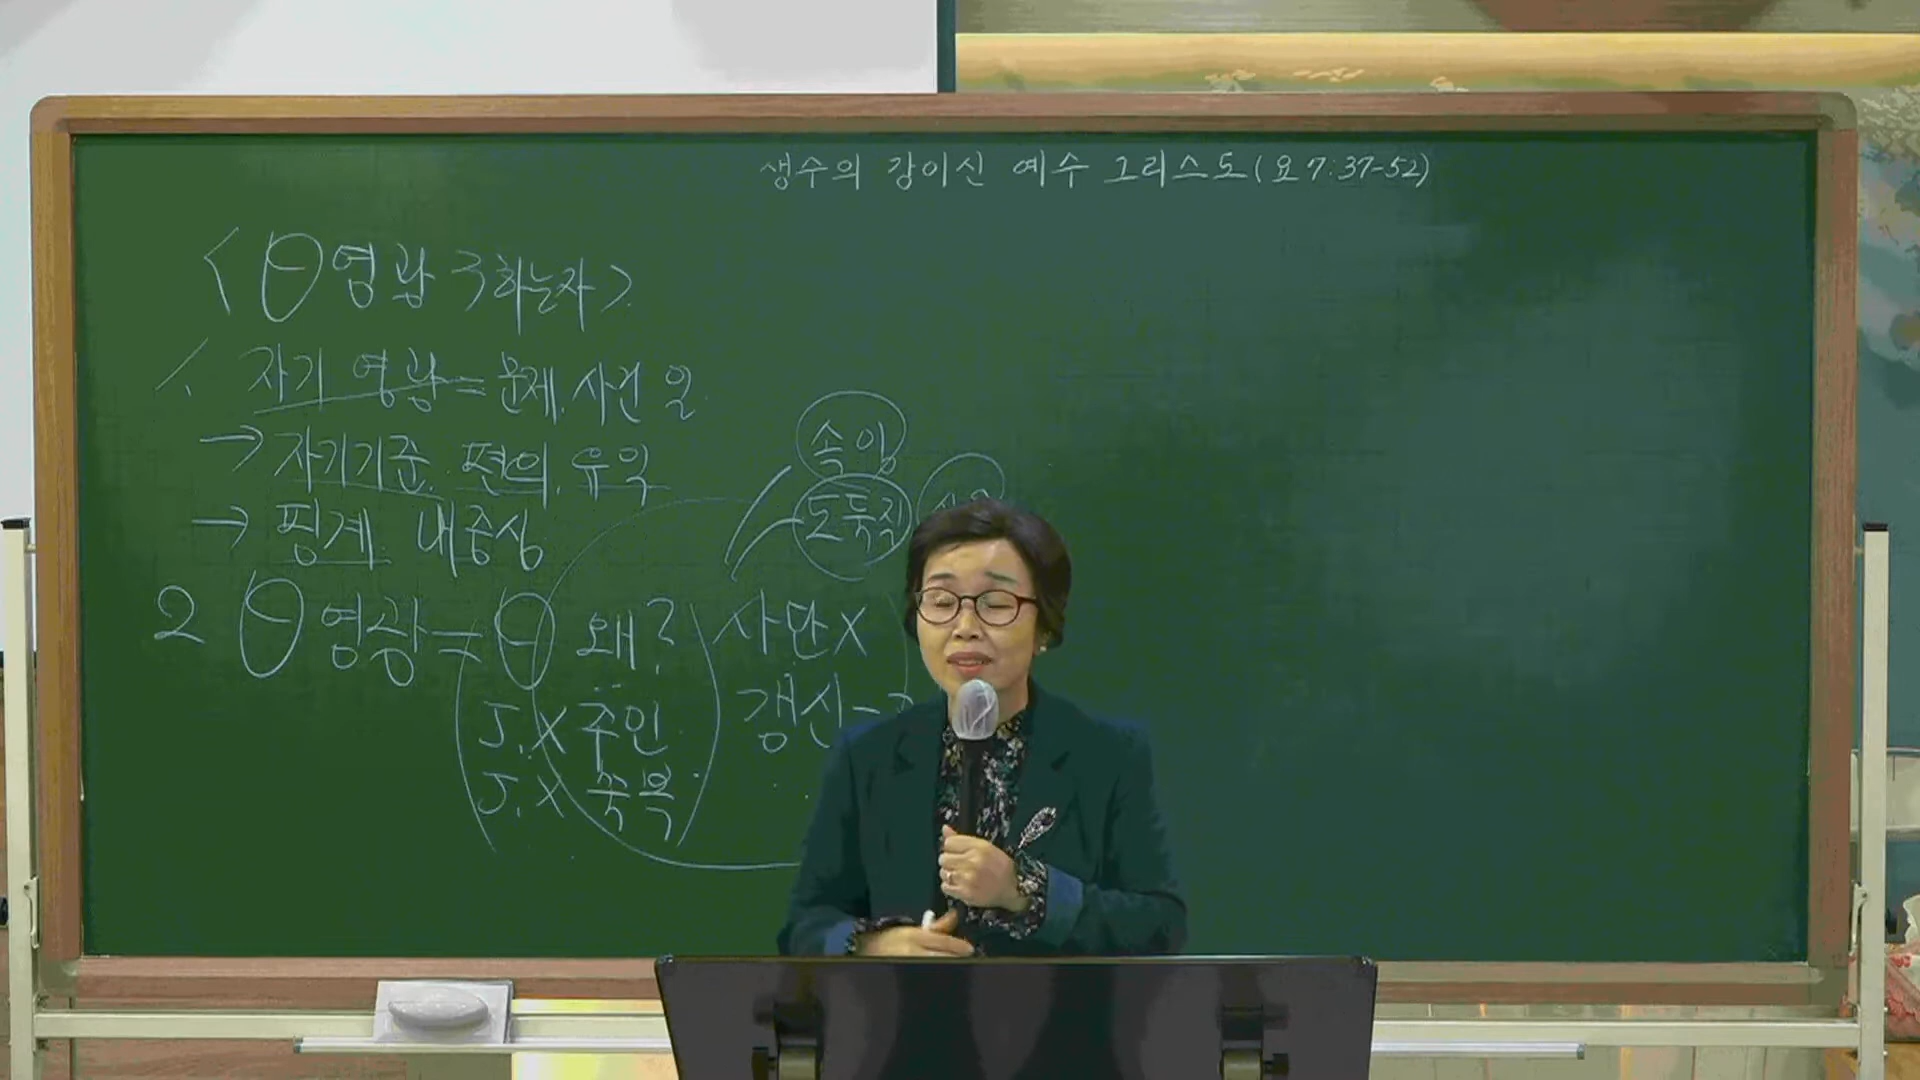 생수의 강이신 예수 그리스도(요 7:37-52)
<Θ영광 구하는자>
1. 자기 영광 = 문제. 사건 일
→ 자기기준. 편의. 유익
→ 핑계. 내중심
속임
도둑질
2 Θ 영광 = Θ 왜? 사단X
J.X 주인 갱신-
J.X 축복